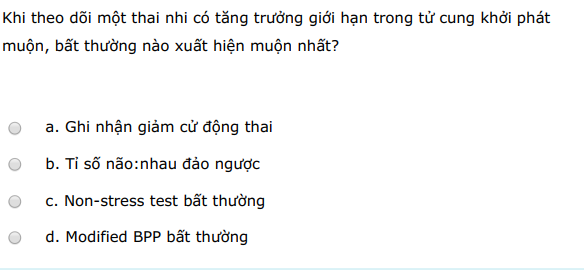 Khi theo dõi một thai nhi có tăng trưởng giới hạn trong tử cung khởi phát
muộn, bất thường nào xuất hiện muộn nhất?
a. Ghi nhận giảm cử động thai
b. Tỉ số não:nhau đảo ngược
c. Non-stress test bất thường
d. Modified BPP bất thường